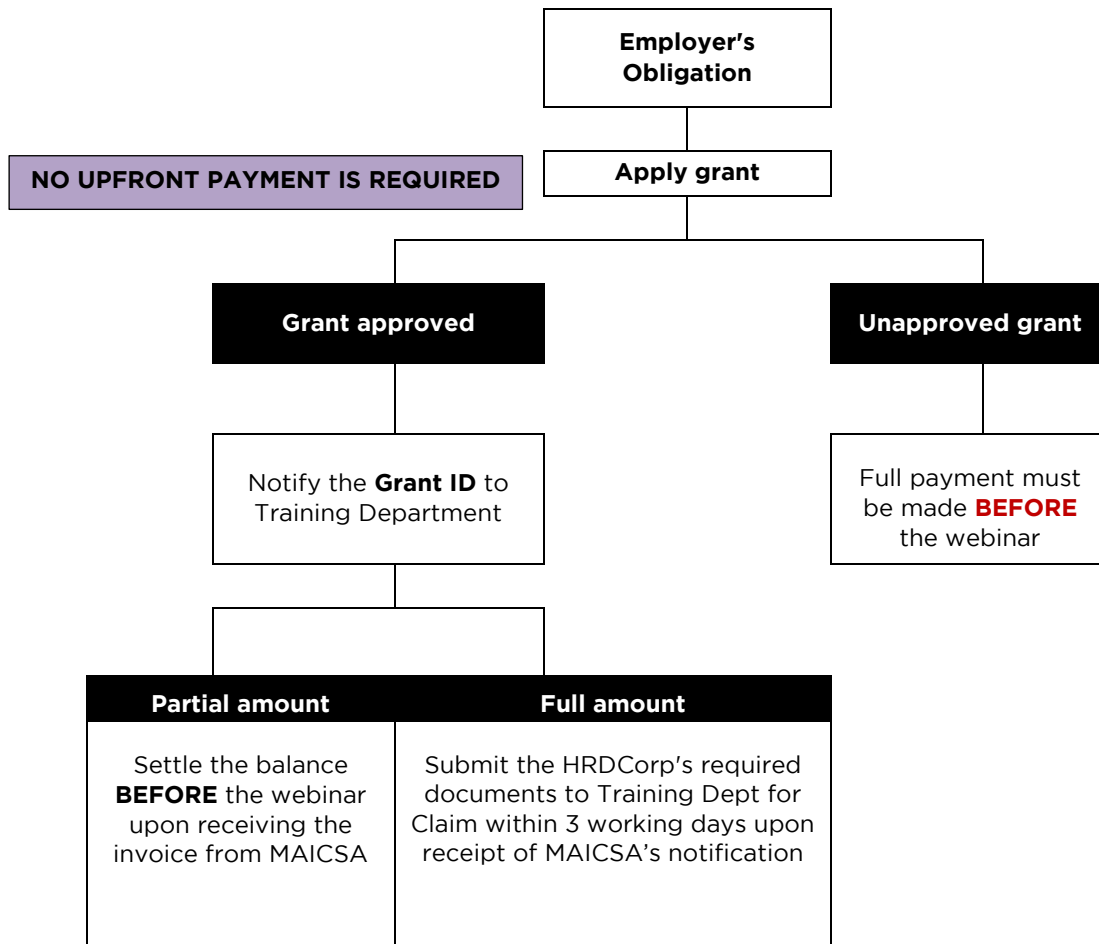 Employer's
Obligation
NO UPFRONT PAYMENT IS REQUIRED
Apply grant
Grant approved
Unapproved grant
Notify the Grant ID to
Training Department
Full payment must
be made BEFORE
the webinar
Partial amount
Full amount
Settle the balance
BEFORE the webinar
upon receiving the
invoice from MAICSA
Submit the HRDCorp's required
documents to Training Dept for
Claim within 3 working days upon
receipt of MAICSA’s notification